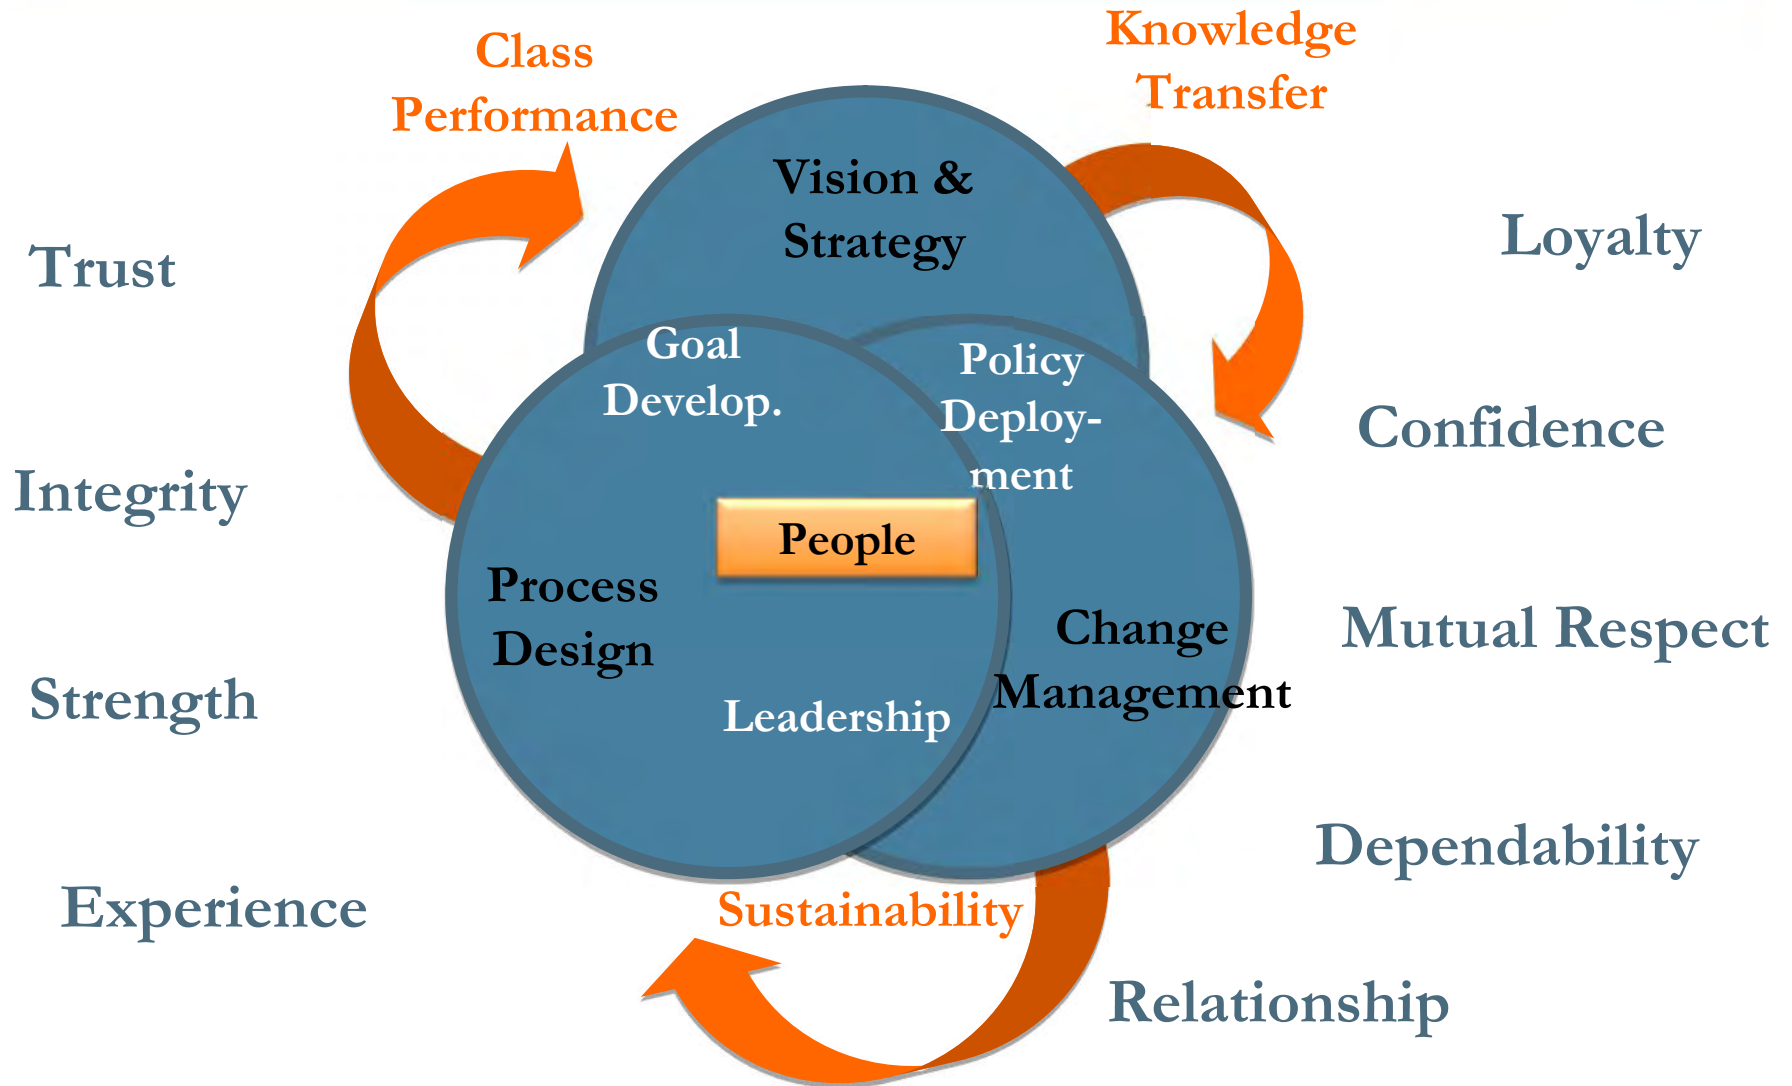 Class
Performance
Knowledge
Transfer
Vision &
Strategy
Trust
Loyalty
Goal
Develop.
Policy
Deploy-
ment
Confidence
Integrity
People
Process
Design
Change
Management
Mutual Respect
Strength
Leadership
Dependability
Experience
Sustainability
Relationship